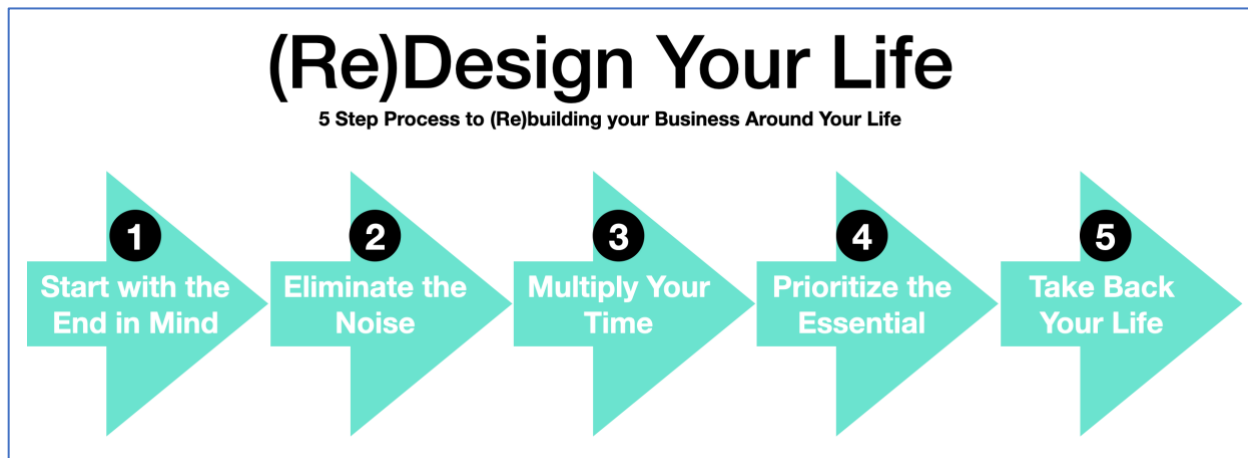 (Re)Design Your Life
5 Step Process to (Re)building your Business Around Your Life
1
Start with the
End in Mind
2
Eliminate the
Noise
3
Multiply Your
Time
4
Prioritize the
Essential
5
Take Back
Your Life